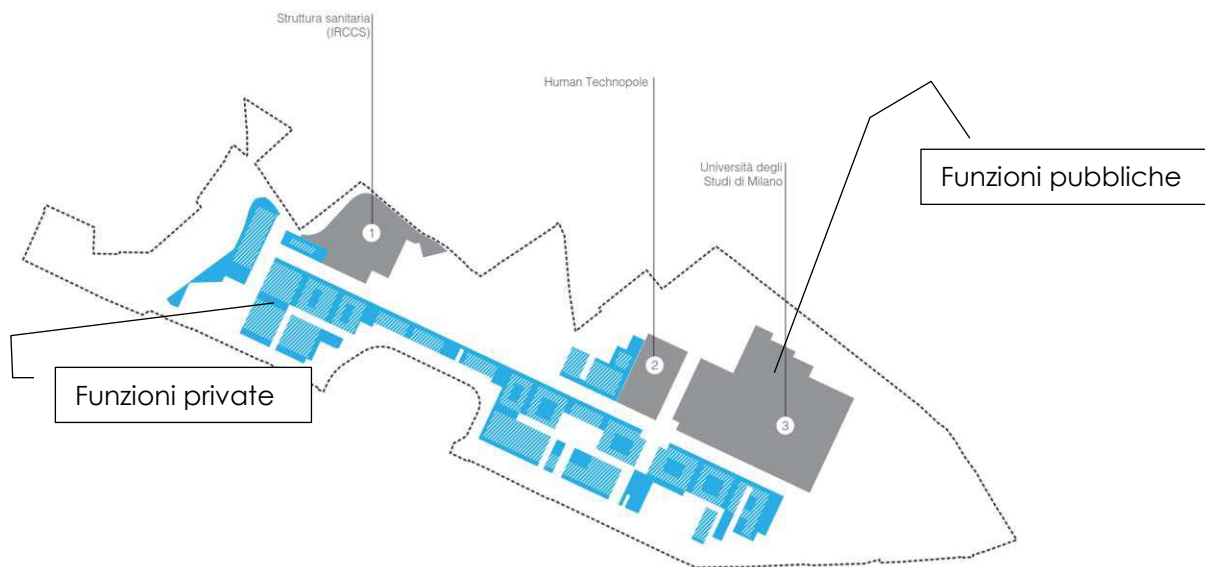 Struttura sanitaria
(IRCCS)
Human Technopole
Università degli
Studi di Milano
Funzioni pubbliche
1
2
3
Funzioni private